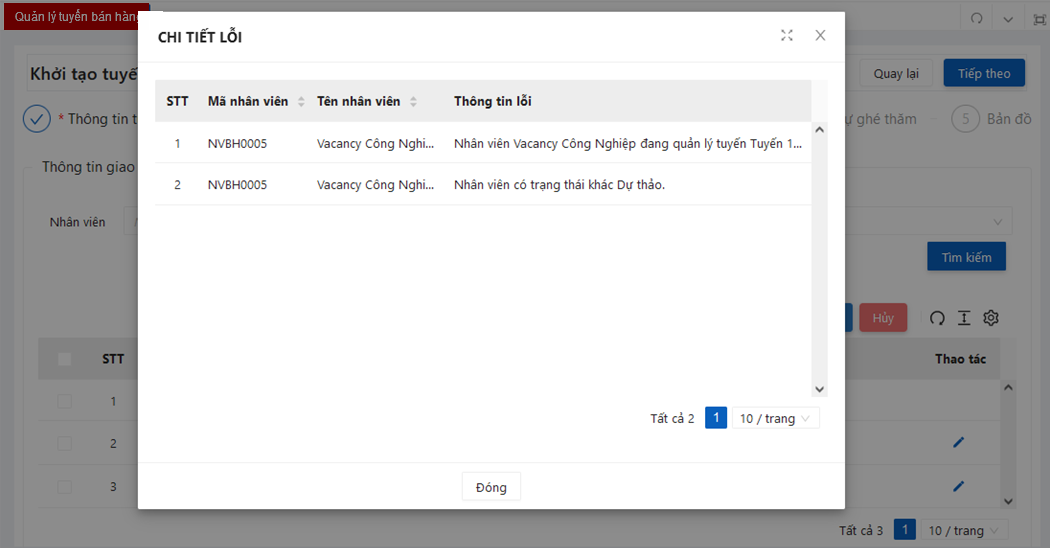 Quản lý tuyến bán hàng
CHI TIẾT LỖI
Khởi tạo tuyế
Quay lại
Tiếp theo
STT Mã nhân viên Tên nhân viên Thông tin lỗi
* Thông tin t
ự ghé thăm
5 Bản đồ
1 NVBH0005 Vacancy Công Nghi... Nhân viên Vacancy Công Nghiệp đang quản lý tuyến Tuyến 1...
Thông tin giao
2 NVBH0005 Vacancy Công Nghi... Nhân viên có trạng thái khác Dự thảo.
Nhân viên
Tìm kiếm
Hủy
STT
Thao tác
1
Tất cả 2 1 10 / trang
2
3
Đóng
Tất cả 3 1 10 / trang